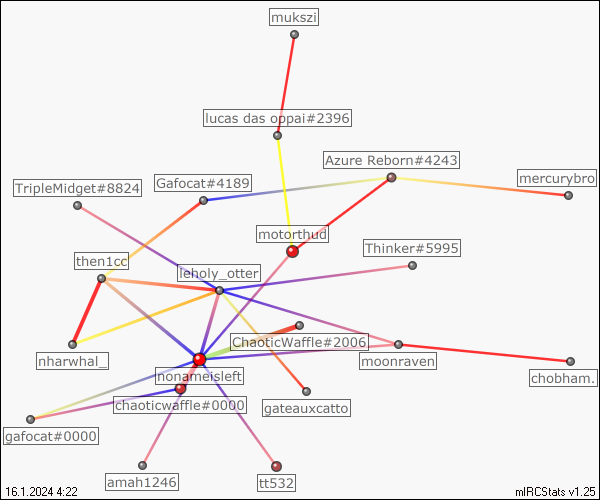 mukszi
lucas das oppai#2396
Azure Reborn#4243
mercurybro
Gafocat#4189
TripleMidget#8824
motorthud
Thinker#5995
then1cc
leholy_otter
ChaoticWaffle#2006
nharwhal_
moonraven
nonameisleft
chobham.
chaoticwaffle#0000
gateauxcatto
gafocat#0000
amah1246
tt532
16.1.2024 4:22
mIRCStats v1.25